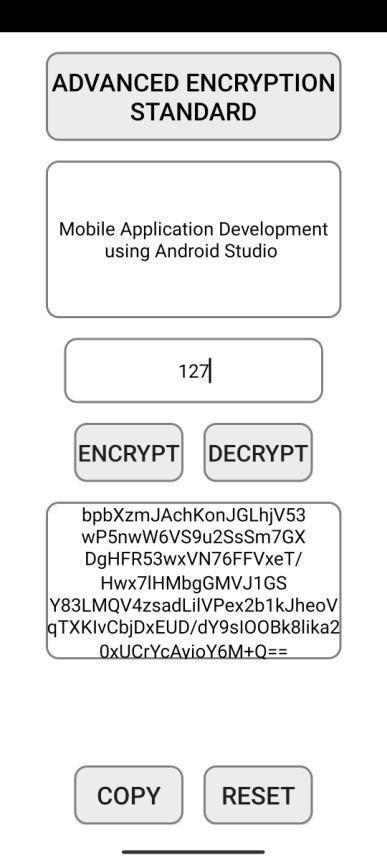 ADVANCED ENCRYPTION
STANDARD
Mobile Application Development
using Android Studio
127
ENCRYPT
DECRYPT
bpbXzmJAchKonJGLhjV53
wP5nwW6VS9u2SsSm7GX
DgHFR53wxVN76FFVxeT/
Hwx7lHMbgGMVJ1GS
Y83LMQV4zsadLilVPex2b1kJheoV
qTXKIvCbjDxEUD/dY9sIOOBk8lika2
0xUCrYcAyioY6M+Q==
COPY
RESET